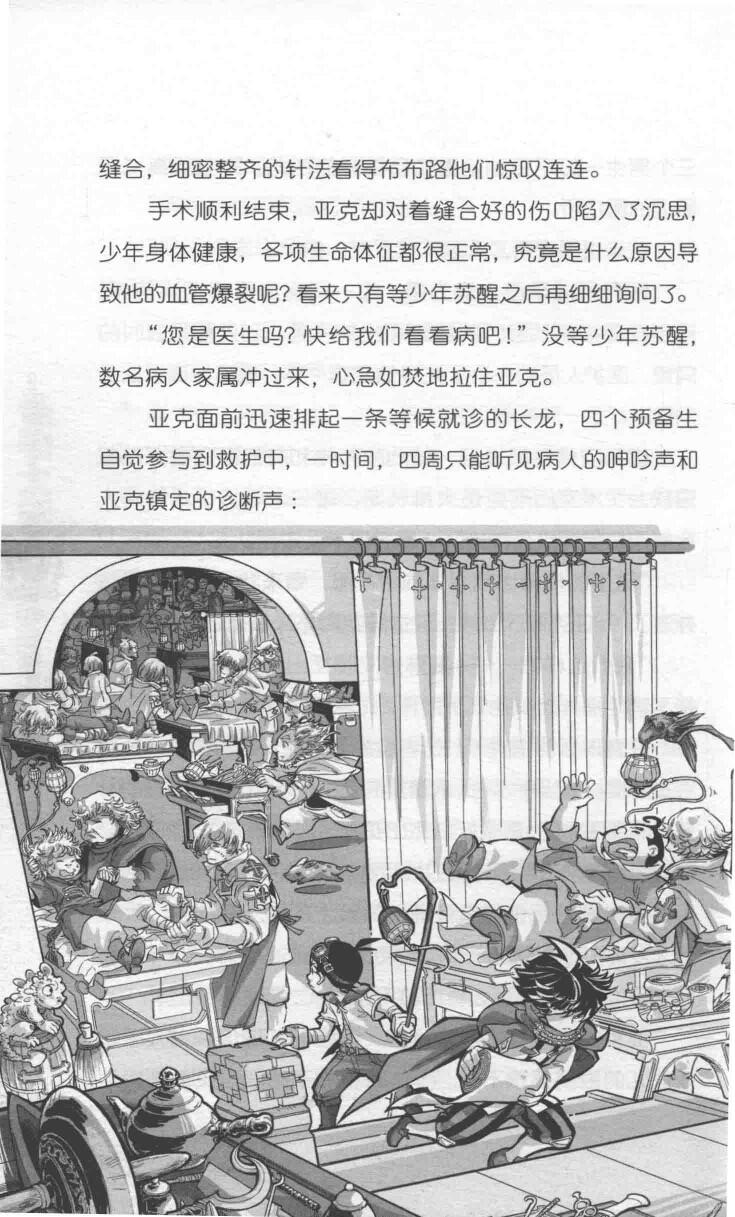 缝合，细密整齐的针法看得布布路他们惊叹连连。
手术顺利结束，亚克却对着缝合好的伤口陷入了沉思，
少年身体健康，各项生命体征都很正常，究竟是什么原因导
致他的血管爆裂呢？看来只有等少年苏醒之后再细细询问了。
“您是医生吗？快给我们看看病吧！”没等少年苏醒，
数名病人家属冲过来，心急如焚地拉住亚克。
亚克面前迅速排起一条等候就诊的长龙，四个预备生
自觉参与到救护中，一时间，四周只能听见病人的呻吟声和
亚克镇定的诊断声：